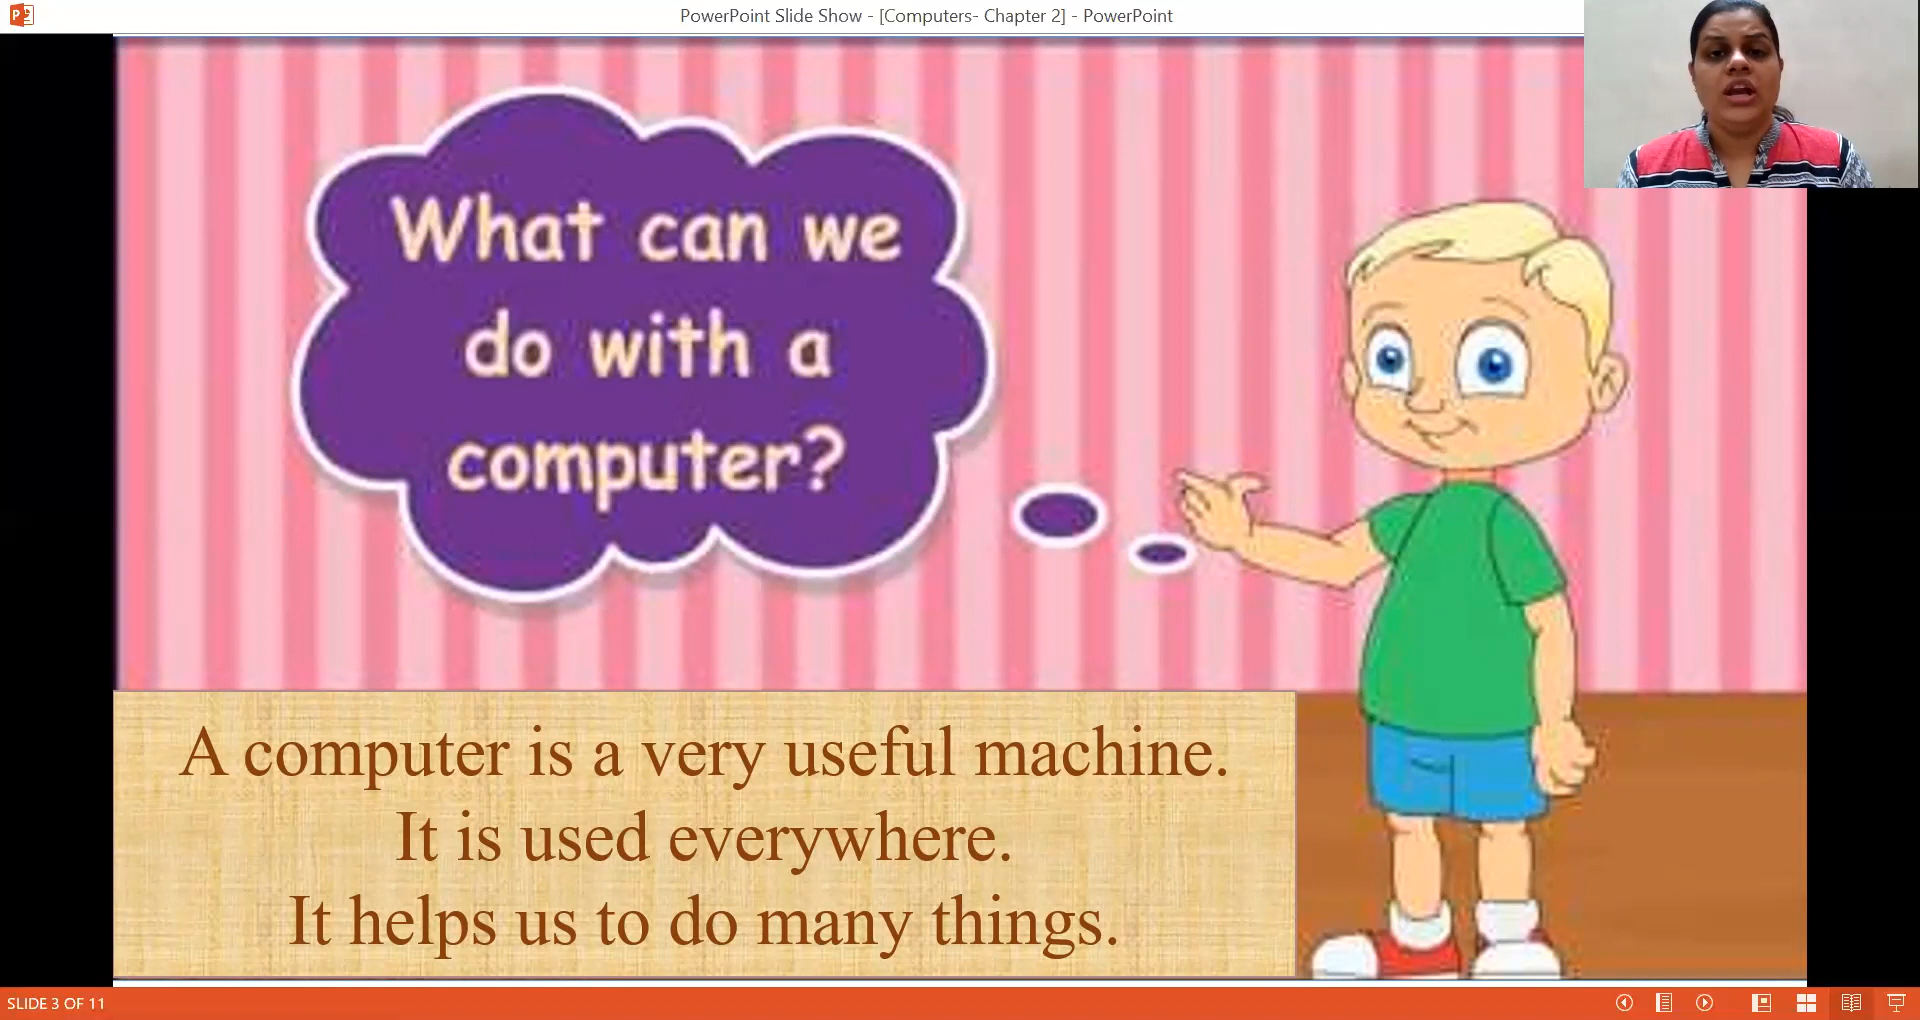 PowerPoint Slide Show - [Computers- Chapter 2] - PowerPoint
What can we
do with a
computer?
A computer is a very useful machine.
It is used everywhere.
It helps us to do many things.
SLIDE 3 OF 11